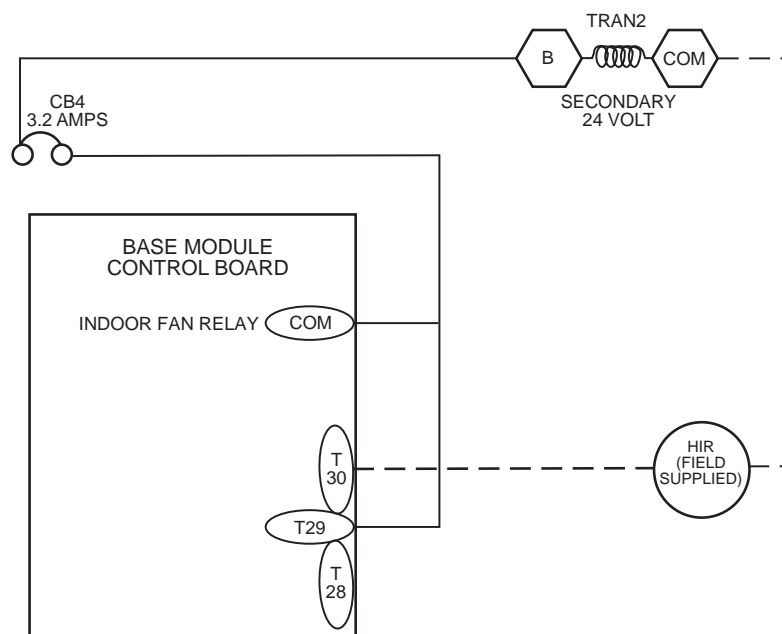 TRAN2
B
COM
SECONDARY
24 VOLT
CB4
3.2 AMPS
BASE MODULE
CONTROL BOARD
INDOOR FAN RELAY
COM
T
30
HIR
(FIELD
SUPPLIED)
T29
T
28